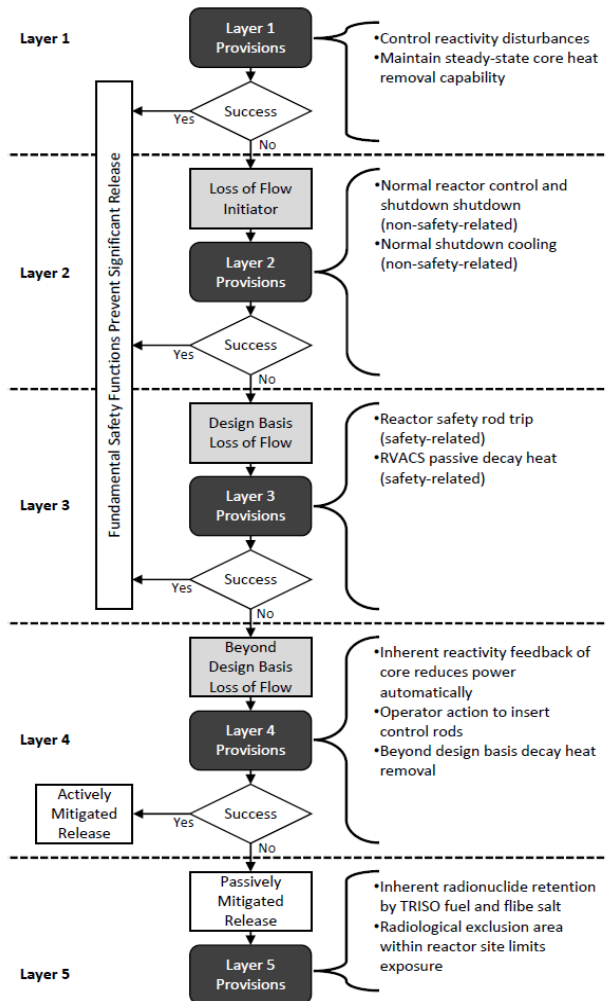 Layer 1
Layer 1
Provisions
•Control reactivity disturbances
•Maintain steady-state core heat
removal capability
Success
Yes
No
Fundamental Safety Functions Prevent Significant Release
Layer 2
Loss of Flow
Initiator
Layer 2
Provisions
•Normal reactor control and
shutdown shutdown
(non-safety-related)
•Normal shutdown cooling
(non-safety-related)
Success
Yes
No
Layer 3
Design Basis
Loss of Flow
Layer 3
Provisions
•Reactor safety rod trip
(safety-related)
•RVACS passive decay heat
(safety-related)
Success
Yes
No
Layer 4
Beyond
Design Basis
Loss of Flow
Layer 4
Provisions
•Inherent reactivity feedback of
core reduces power
automatically
•Operator action to insert
control rods
•Beyond design basis decay heat
removal
Success
Yes
No
Actively
Mitigated
Release
Layer 5
Passively
Mitigated
Release
Layer 5
Provisions
•Inherent radionuclide retention
by TRISO fuel and flibe salt
•Radiological exclusion area
within reactor site limits
exposure